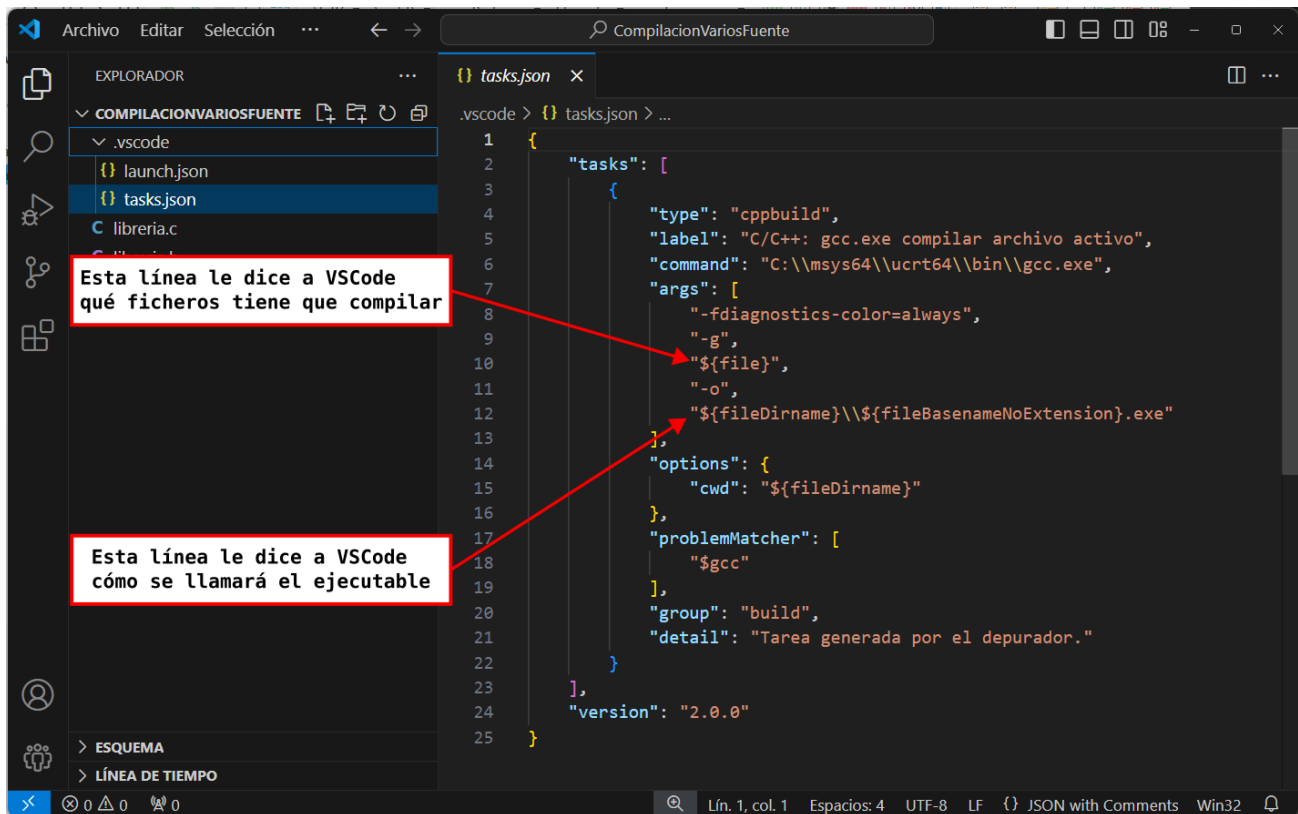 Archivo Editar Selección ··· CompilacionVariosFuente
EXPLORADOR ···
COMPILACIONVARIOSFUENTE
.vscode
{} launch.json
{} tasks.json
C libreria.c
Esta línea le dice a VSCode
qué ficheros tiene que compilar
Esta línea le dice a VSCode
cómo se llamará el ejecutable
ESQUEMA
LÍNEA DE TIEMPO
{} tasks.json ×
.vscode > {} tasks.json > ...
1 {
2 "tasks": [
3 {
4 "type": "cppbuild",
5 "label": "C/C++: gcc.exe compilar archivo activo",
6 "command": "C:\\msys64\\ucrt64\\bin\\gcc.exe",
7 "args": [
8 "-fdiagnostics-color=always",
9 "-g",
10 "${file}",
11 "-o",
12 "${fileDirname}\\${fileBasenameNoExtension}.exe"
13 ],
14 "options": {
15 "cwd": "${fileDirname}"
16 },
17 "problemMatcher": [
18 "$gcc"
19 ],
20 "group": "build",
21 "detail": "Tarea generada por el depurador."
22 }
23 ],
24 "version": "2.0.0"
25 }
0 0 0 Lín. 1, col. 1 Espacios: 4 UTF-8 LF {} JSON with Comments Win32